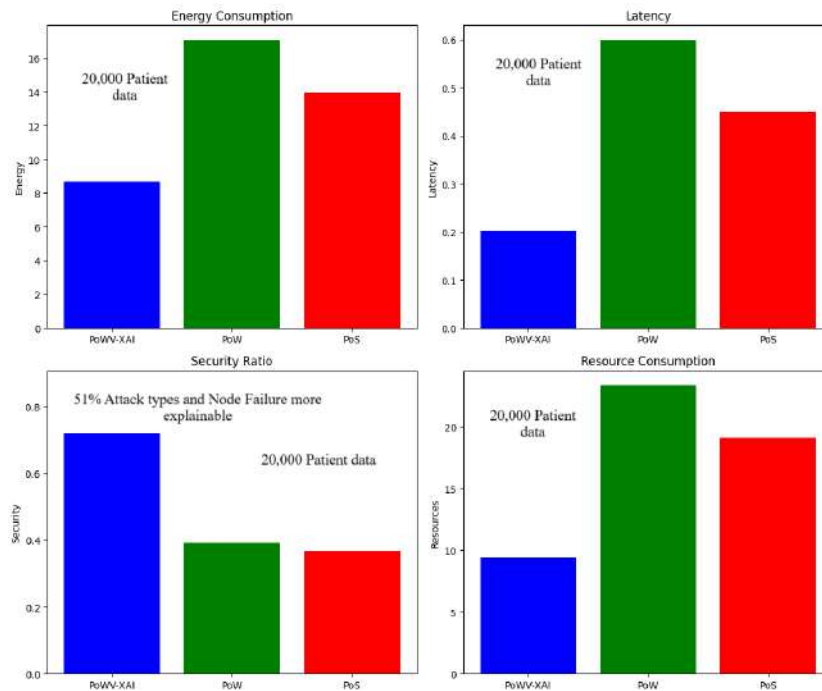 Energy Consumption
16
14
12
10
8
6
4
2
0
Energy
20,000 Patient
data
PoWV-XAI PoW PoS
Latency
0.6
0.5
0.4
0.3
0.2
0.1
0.0
Latency
20,000 Patient
data
PoWV-XAI PoW PoS
Security Ratio
0.8
0.6
0.4
0.2
0.0
Security
51% Attack types and Node Failure more
explainable
20,000 Patient data
PoWV-XAI PoW PoS
Resource Consumption
20
15
10
5
0
Resources
20,000 Patient
data
PoWV-XAI PoW PoS